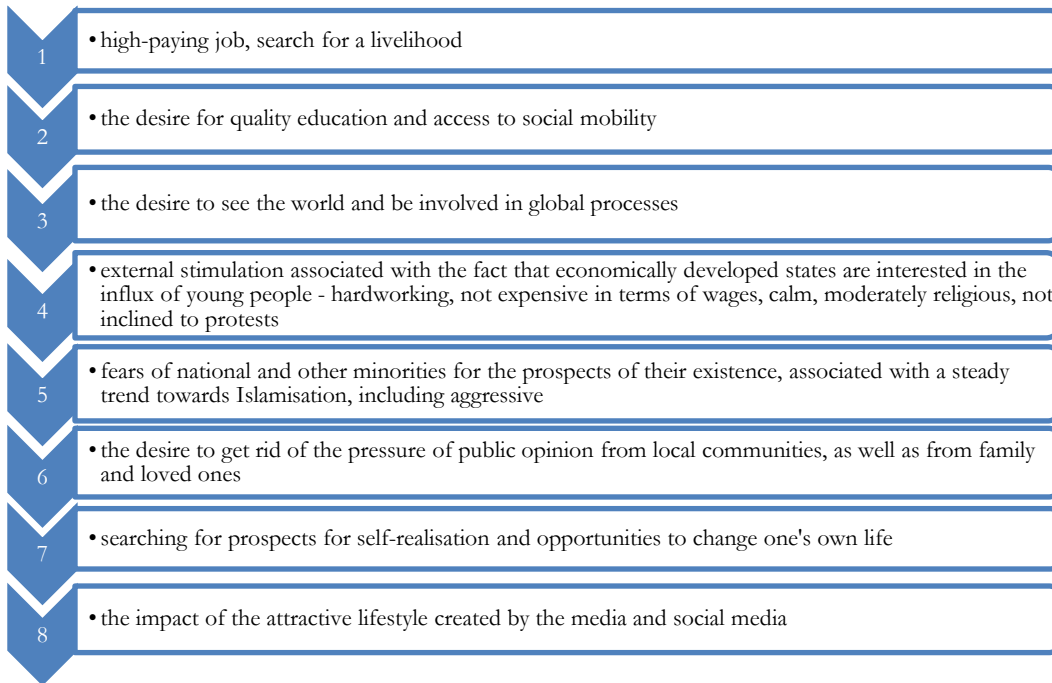 1
• high-paying job, search for a livelihood
2
• the desire for quality education and access to social mobility
3
• the desire to see the world and be involved in global processes
4
• external stimulation associated with the fact that economically developed states are interested in the
influx of young people - hardworking, not expensive in terms of wages, calm, moderately religious, not
inclined to protests
5
• fears of national and other minorities for the prospects of their existence, associated with a steady
trend towards Islamisation, including aggressive
6
• the desire to get rid of the pressure of public opinion from local communities, as well as from family
and loved ones
7
• searching for prospects for self-realisation and opportunities to change one's own life
8
• the impact of the attractive lifestyle created by the media and social media